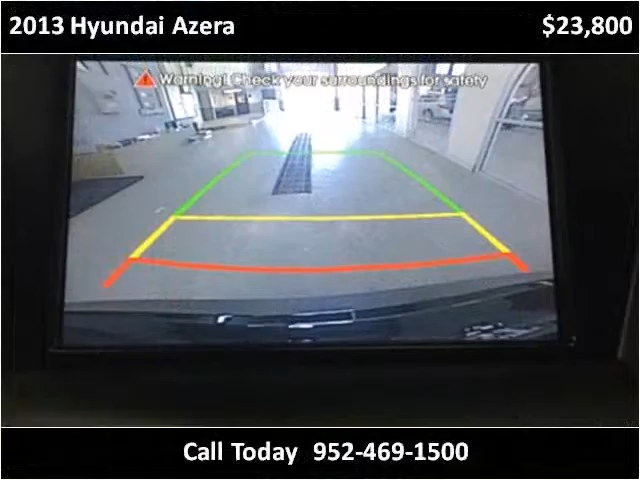 2013 Hyundai Azera $23,800
Warning! Check your surroundings for safety
Call Today 952-469-1500